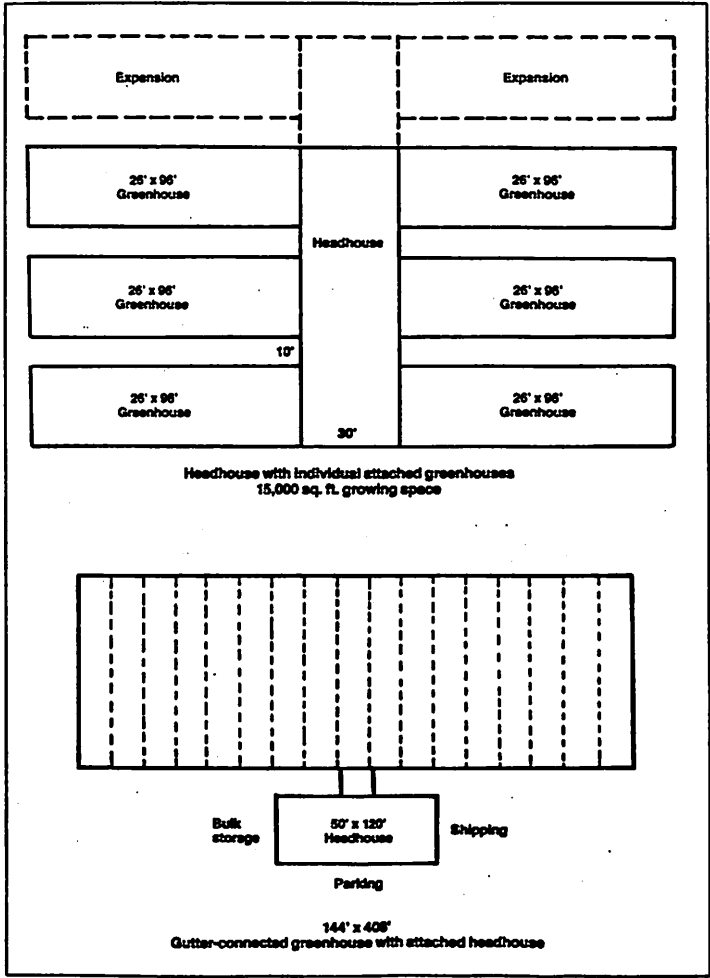 Expansion
Expansion
26' x 96'
Greenhouse
26' x 96'
Greenhouse
Headhouse
26' x 96'
Greenhouse
26' x 96'
Greenhouse
10'
26' x 96'
Greenhouse
26' x 96'
Greenhouse
30'
Headhouse with individual attached greenhouses
15,000 sq. ft. growing space
Bulk
storage
50' x 120'
Headhouse
Shipping
Parking
144' x 408'
Gutter-connected greenhouse with attached headhouse